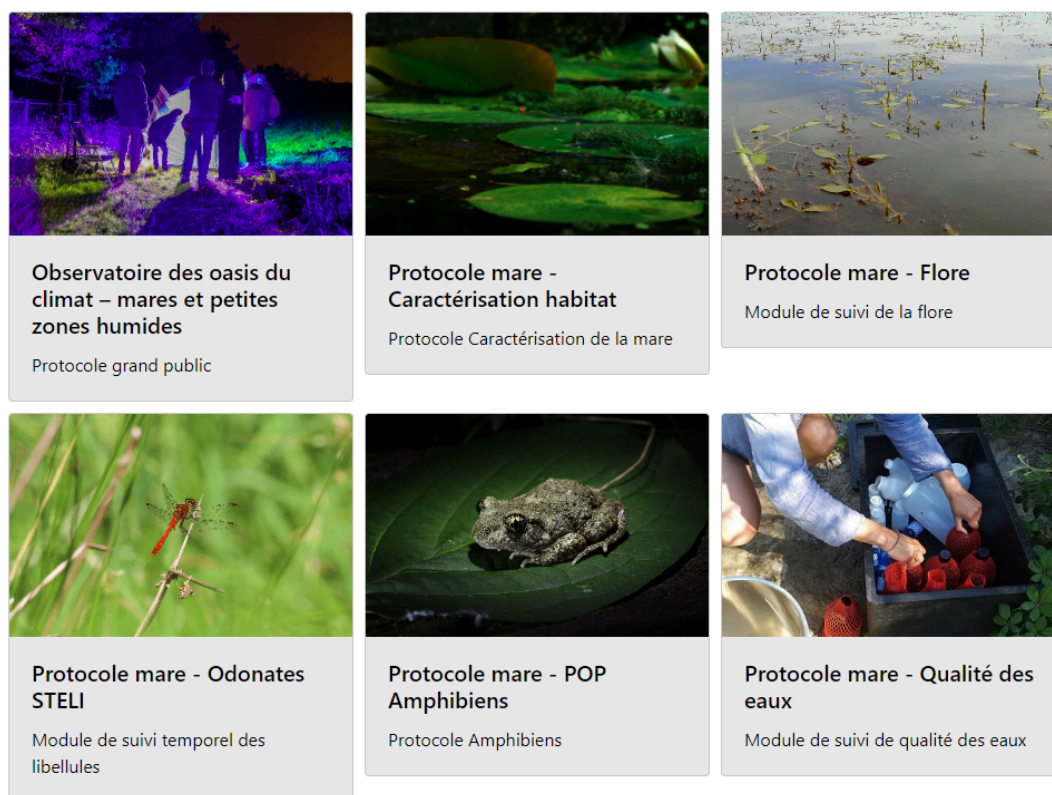 Observatoire des oasis du
climat – mares et petites
zones humides
Protocole grand public
Protocole mare -
Caractérisation habitat
Protocole Caractérisation de la mare
Protocole mare - Flore
Module de suivi de la flore
Protocole mare - Odonates
STELI
Module de suivi temporel des
libellules
Protocole mare - POP
Amphibiens
Protocole Amphibiens
Protocole mare - Qualité des
eaux
Module de suivi de qualité des eaux